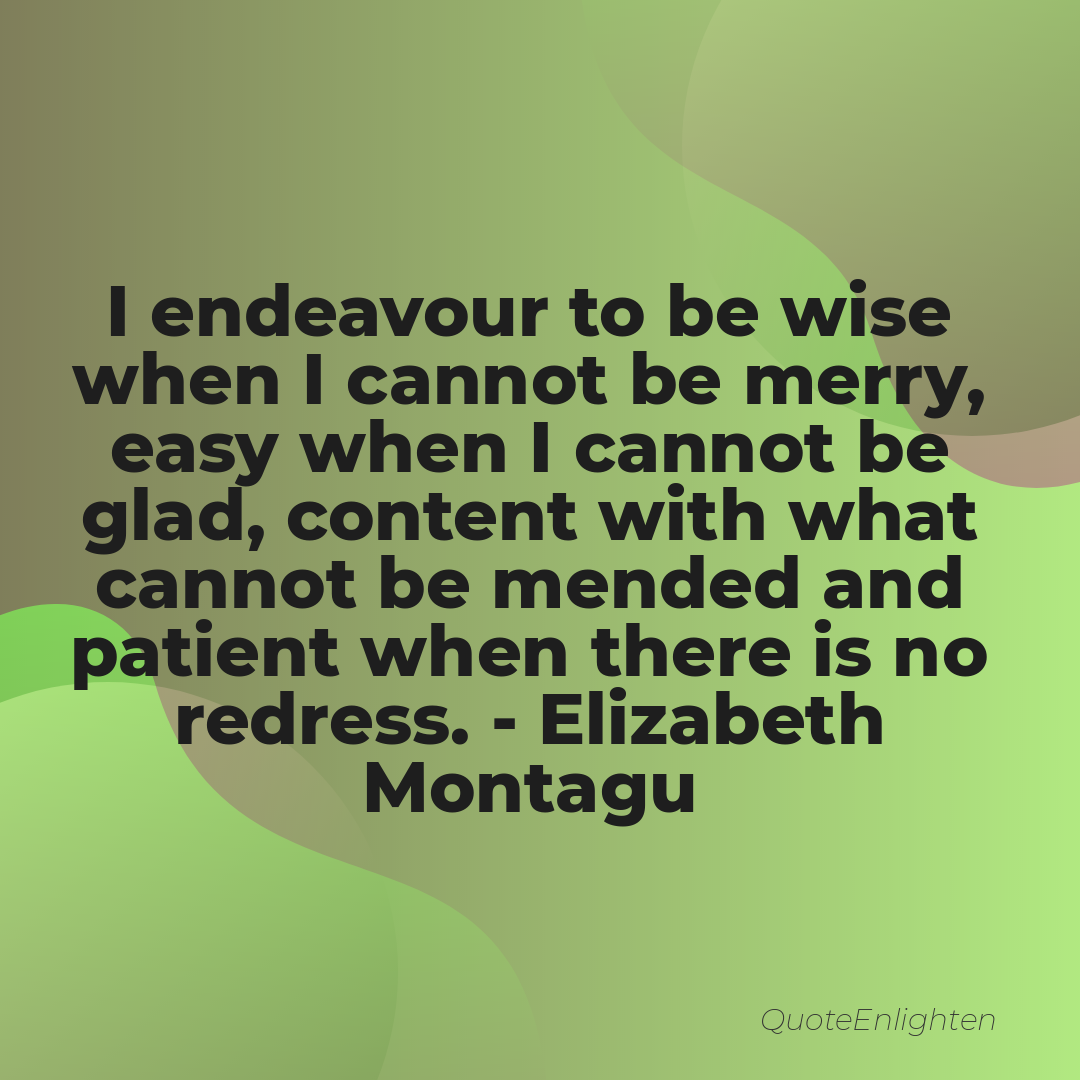 I endeavour to be wise
when I cannot be merry,
easy when I cannot be
glad, content with what
cannot be mended and
patient when there is no
redress. - Elizabeth
Montagu
QuoteEnlighten